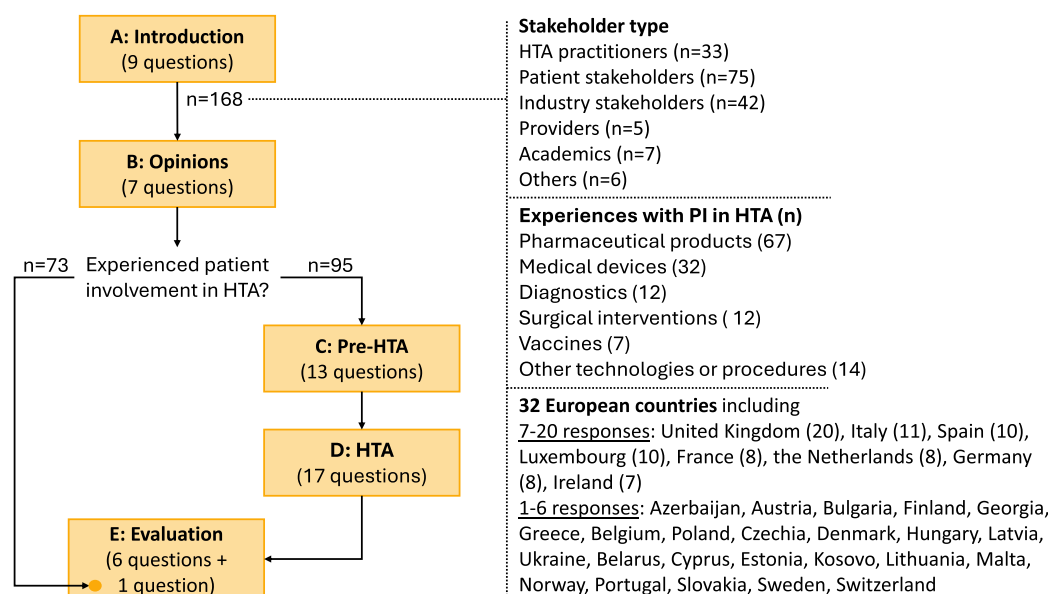 A: Introduction
(9 questions)
n=168
B: Opinions
(7 questions)
n=73
Experienced patient
involvement in HTA?
n=95
C: Pre-HTA
(13 questions)
D: HTA
(17 questions)
E: Evaluation
(6 questions +
1 question)
Stakeholder type
HTA practitioners (n=33)
Patient stakeholders (n=75)
Industry stakeholders (n=42)
Providers (n=5)
Academics (n=7)
Others (n=6)
Experiences with PI in HTA (n)
Pharmaceutical products (67)
Medical devices (32)
Diagnostics (12)
Surgical interventions ( 12)
Vaccines (7)
Other technologies or procedures (14)
32 European countries including
7-20 responses: United Kingdom (20), Italy (11), Spain (10),
Luxembourg (10), France (8), the Netherlands (8), Germany
(8), Ireland (7)
1-6 responses: Azerbaijan, Austria, Bulgaria, Finland, Georgia,
Greece, Belgium, Poland, Czechia, Denmark, Hungary, Latvia,
Ukraine, Belarus, Cyprus, Estonia, Kosovo, Lithuania, Malta,
Norway, Portugal, Slovakia, Sweden, Switzerland